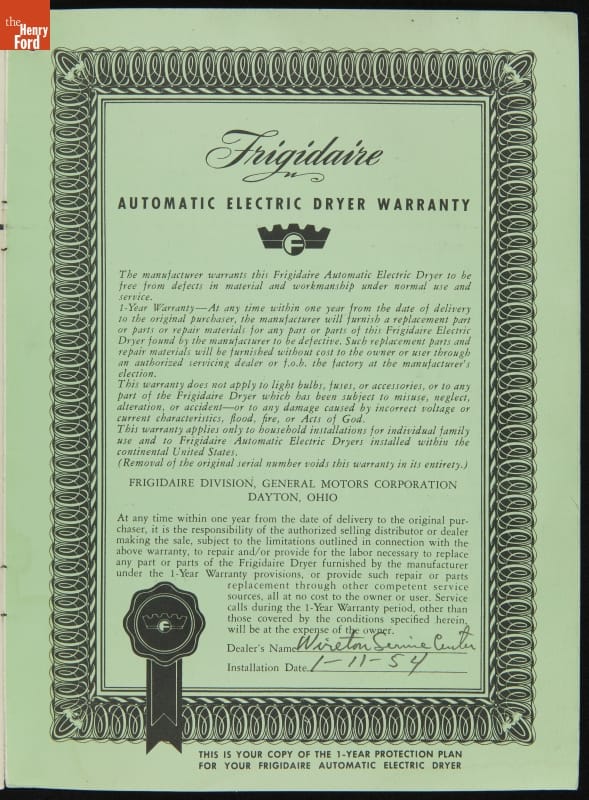 the
Henry
Ford
Frigidaire
AUTOMATIC ELECTRIC DRYER WARRANTY
F
The manufacturer warrants this Frigidaire Automatic Electric Dryer to be
free from defects in material and workmanship under normal use and
service.
1-Year Warranty—At any time within one year from the date of delivery
to the original purchaser, the manufacturer will furnish a replacement part
or parts or repair materials for any part or parts of this Frigidaire Electric
Dryer found by the manufacturer to be defective. Such replacement parts and
repair materials will be furnished without cost to the owner or user through
an authorized servicing dealer or f.o.b. the factory at the manufacturer's
election.
This warranty does not apply to light bulbs, fuses, or accessories, or to any
part of the Frigidaire Dryer which has been subject to misuse, neglect,
alteration, or accident—or to any damage caused by incorrect voltage or
current characteristics, flood, fire, or Acts of God.
This warranty applies only to household installations for individual family
use and to Frigidaire Automatic Electric Dryers installed within the
continental United States.
(Removal of the original serial number voids this warranty in its entirety.)
FRIGIDAIRE DIVISION, GENERAL MOTORS CORPORATION
DAYTON, OHIO
At any time within one year from the date of delivery to the original pur-
chaser, it is the responsibility of the authorized selling distributor or dealer
making the sale, subject to the limitations outlined in connection with the
above warranty, to repair and/or provide for the labor necessary to replace
any part or parts of the Frigidaire Dryer furnished by the manufacturer
under the 1-Year Warranty provisions, or provide such repair or parts
replacement through other competent service
sources, all at no cost to the owner or user. Service
calls during the 1-Year Warranty period, other than
those covered by the conditions specified herein,
will be at the expense of the owner.
F
Dealer's Name Wireton Service Center
Installation Date 1-11-54
THIS IS YOUR COPY OF THE 1-YEAR PROTECTION PLAN
FOR YOUR FRIGIDAIRE AUTOMATIC ELECTRIC DRYER